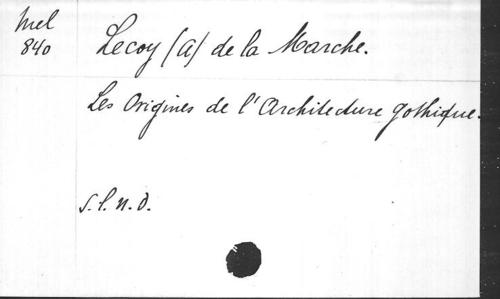 Mel
840
Lecoy (A) de la Marche.
Les Origines de l'Architecture gothique.
S.l.n.d.